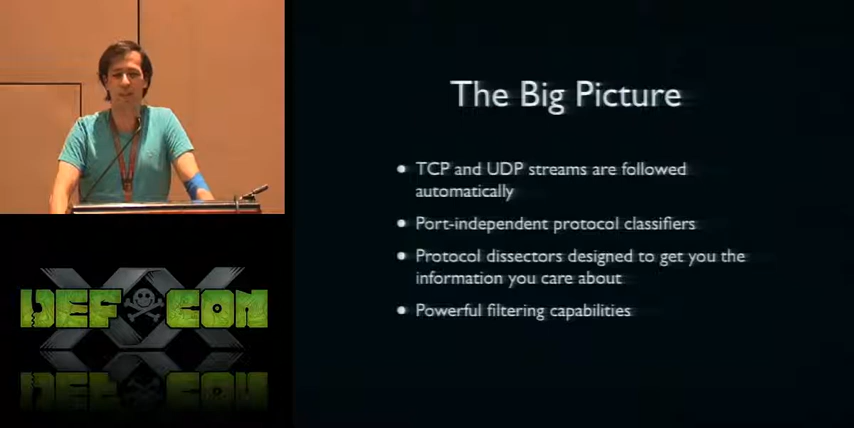 The Big Picture
• TCP and UDP streams are followed
automatically
• Port-independent protocol classifiers
• Protocol dissectors designed to get you the
information you care about
• Powerful filtering capabilities
XX
DEF CON